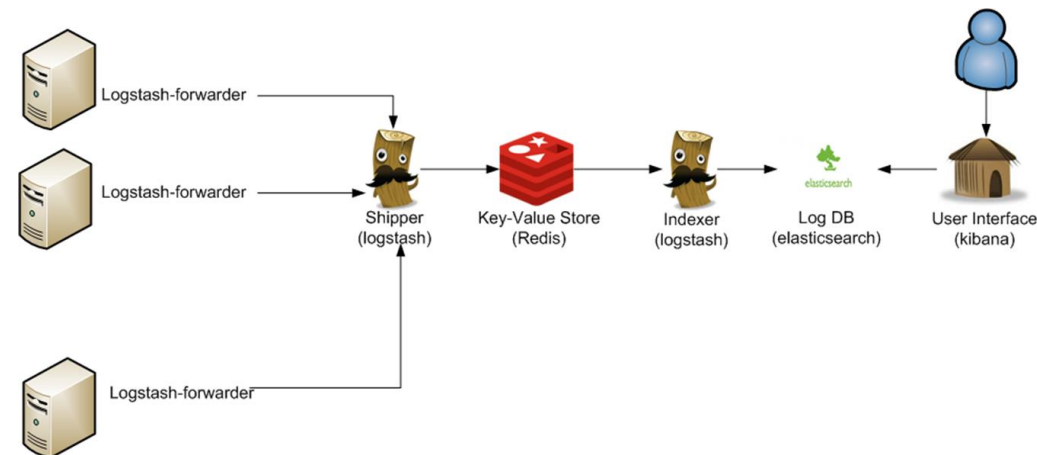 Logstash-forwarder
Logstash-forwarder
Shipper
(logstash)
Key-Value Store
(Redis)
Indexer
(logstash)
elasticsearch
Log DB
(elasticsearch)
User Interface
(kibana)
Logstash-forwarder